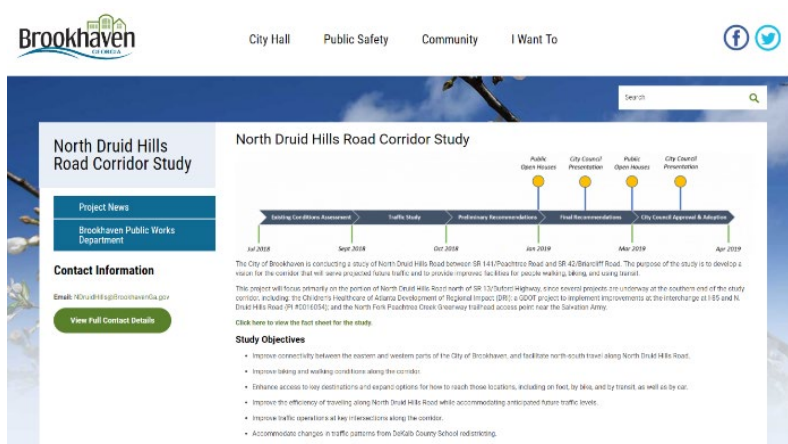 Brookhaven
GEORGIA
City Hall
Public Safety
Community
I Want To
Search
North Druid Hills
Road Corridor Study
Project News
Brookhaven Public Works
Department
Contact Information
Email: NDruidHills@BrookhavenGa.gov
View Full Contact Details
North Druid Hills Road Corridor Study
Public
Open Houses
City Council
Presentation
Public
Open Houses
City Council
Presentation
Existing Conditions Assessment
Traffic Study
Preliminary Recommendations
Final Recommendations
City Council Approval & Adoption
Jul 2018
Sept 2018
Oct 2018
Jan 2019
Mar 2019
Apr 2019
The City of Brookhaven is conducting a study of North Druid Hills Road between SR 141/Peachtree Road and SR 42/Briarcliff Road. The purpose of the study is to develop a
vision for the corridor that will serve projected future traffic and to provide improved facilities for people walking, biking, and using transit.
This project will focus primarily on the portion of North Druid Hills Road north of SR 13/Buford Highway, since several projects are underway at the southern end of the study
corridor, including: the Children's Healthcare of Atlanta Development of Regional Impact (DRI); a GDOT project to implement improvements at the interchange at I-85 and N.
Druid Hills Road (PI #0016054); and the North Fork Peachtree Creek Greenway trailhead access point near the Salvation Army.
Click here to view the fact sheet for the study.
Study Objectives
• Improve connectivity between the eastern and western parts of the City of Brookhaven, and facilitate north-south travel along North Druid Hills Road.
• Improve biking and walking conditions along the corridor.
• Enhance access to key destinations and expand options for how to reach those locations, including on foot, by bike, and by transit, as well as by car.
• Improve the efficiency of traveling along North Druid Hills Road while accommodating anticipated future traffic levels.
• Improve traffic operations at key intersections along the corridor.
• Accommodate changes in traffic patterns from DeKalb County School redistricting.